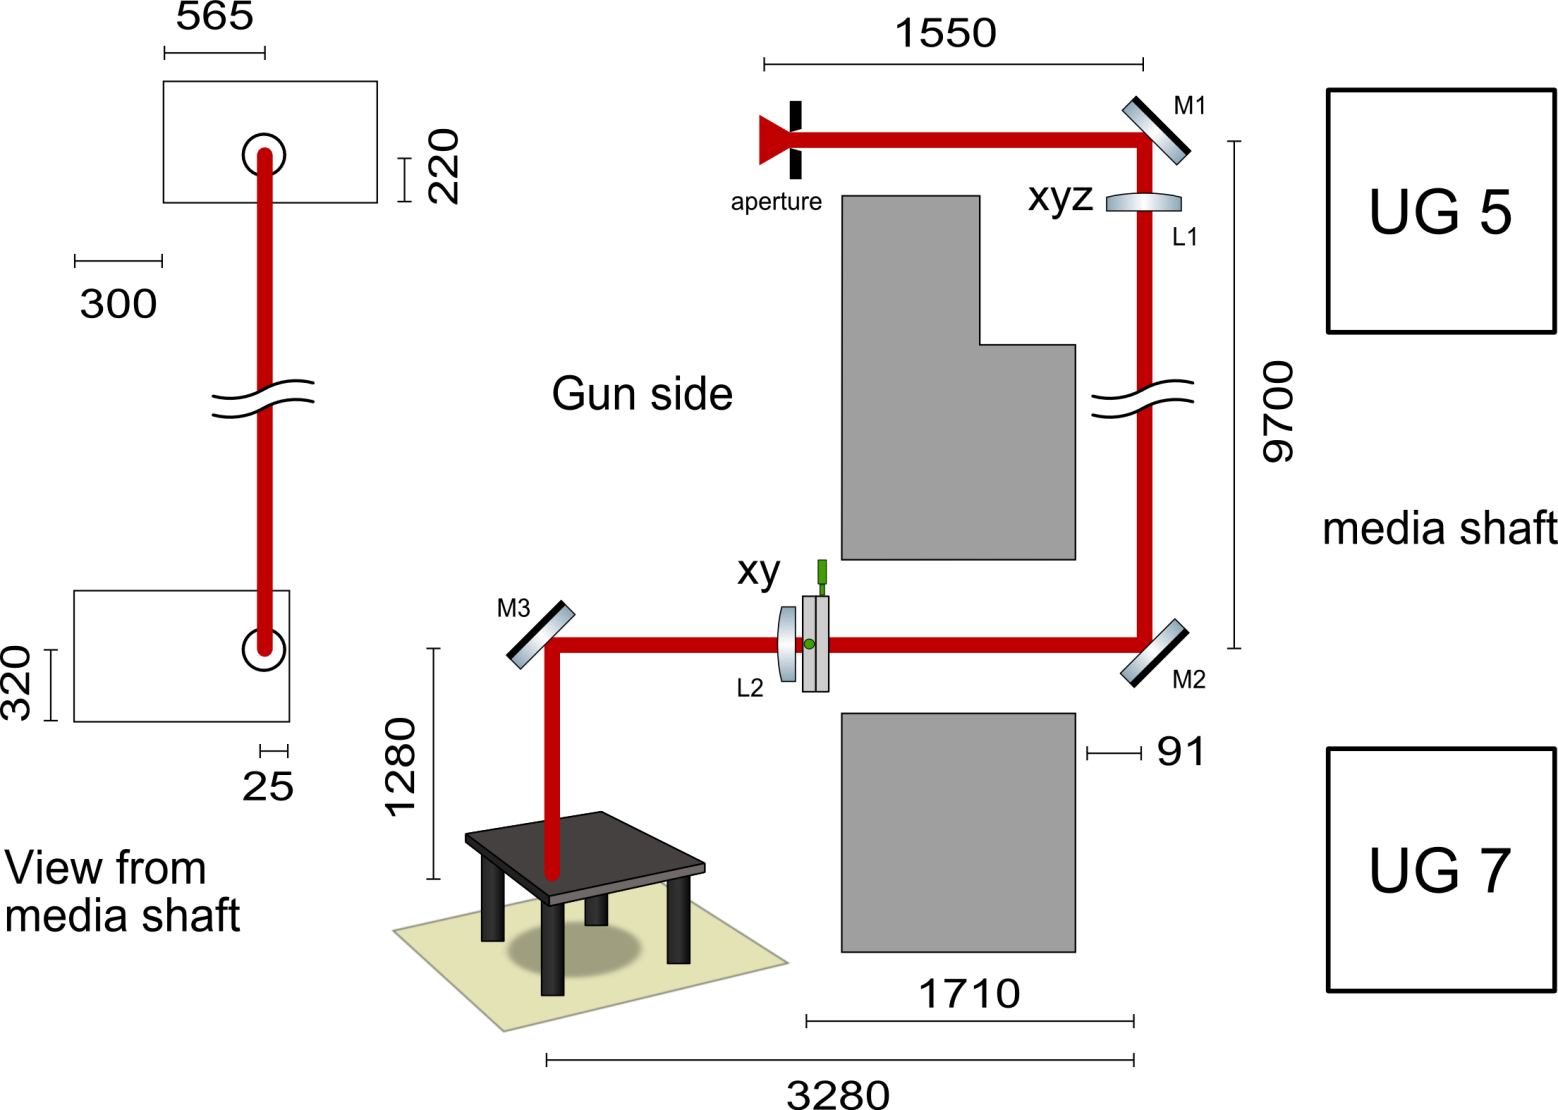 565
1550
M1
220
aperture
xyz
L1
UG 5
300
Gun side
9700
media shaft
xy
M3
320
L2
M2
25
1280
91
View from
media shaft
UG 7
1710
3280